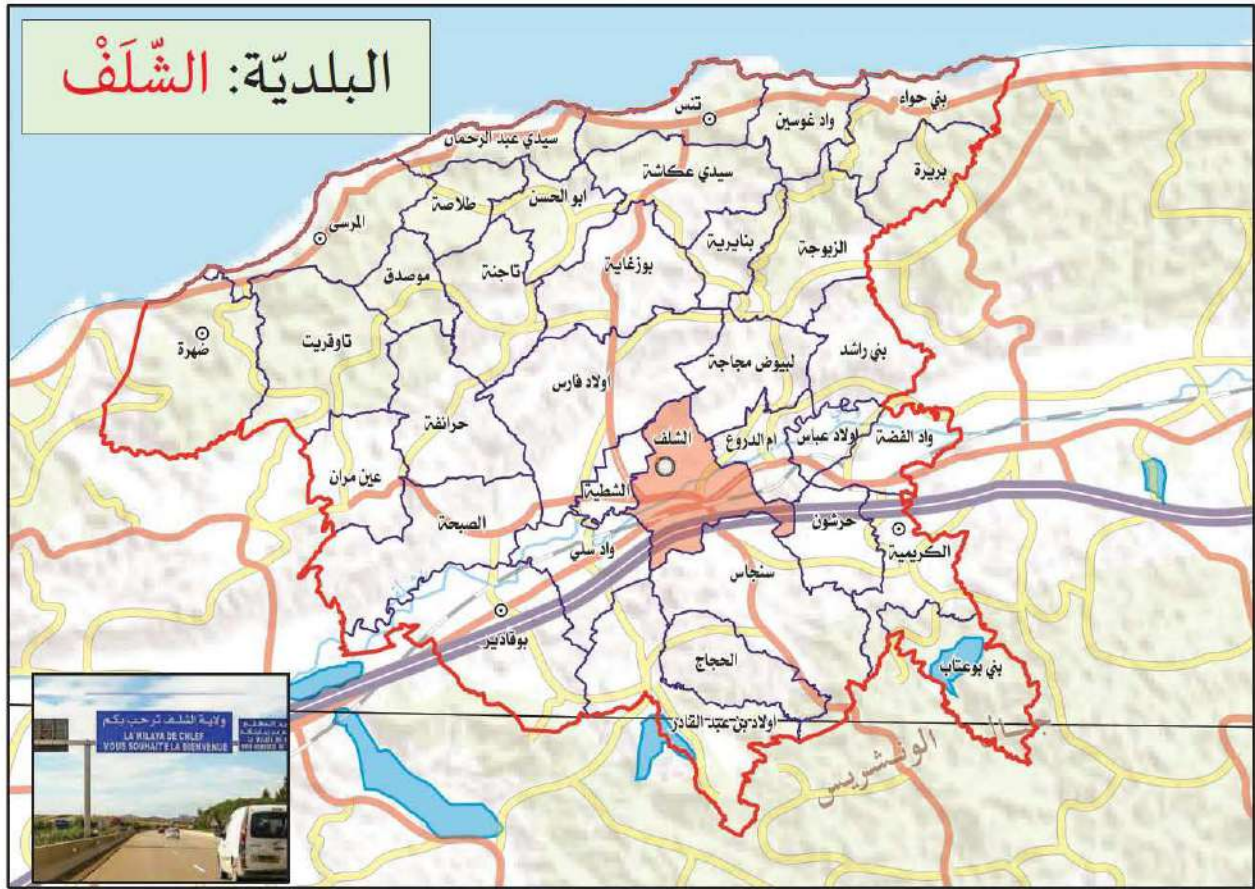 البلديّة: الشّلَفْ
بني حواء
تنس
واد غوسين
سيدي عبد الرحمان
بريرة
سيدي عكاشة
ابو الحسن
طلاصة
المرسى
الزبوجة
بنايرية
بوزغاية
تاجنة
موصدق
ضهرة
تاوقريت
بني راشد
لبيوض مجاجة
اولاد فارس
حرانفة
واد الفضة
اولاد عباس
ام الدروع
الشلف
عين مران
الشطية
الصبحة
حرشون
الكريمية
واد سلي
سنجاس
بوقادير
الحجاج
بني بوعتاب
اولاد بن عبد القادر
جبال الونشريس
ولاية الشلف ترحب بكم
LA WILAYA DE CHLEF
VOUS SOUHAITE LA BIENVENUE